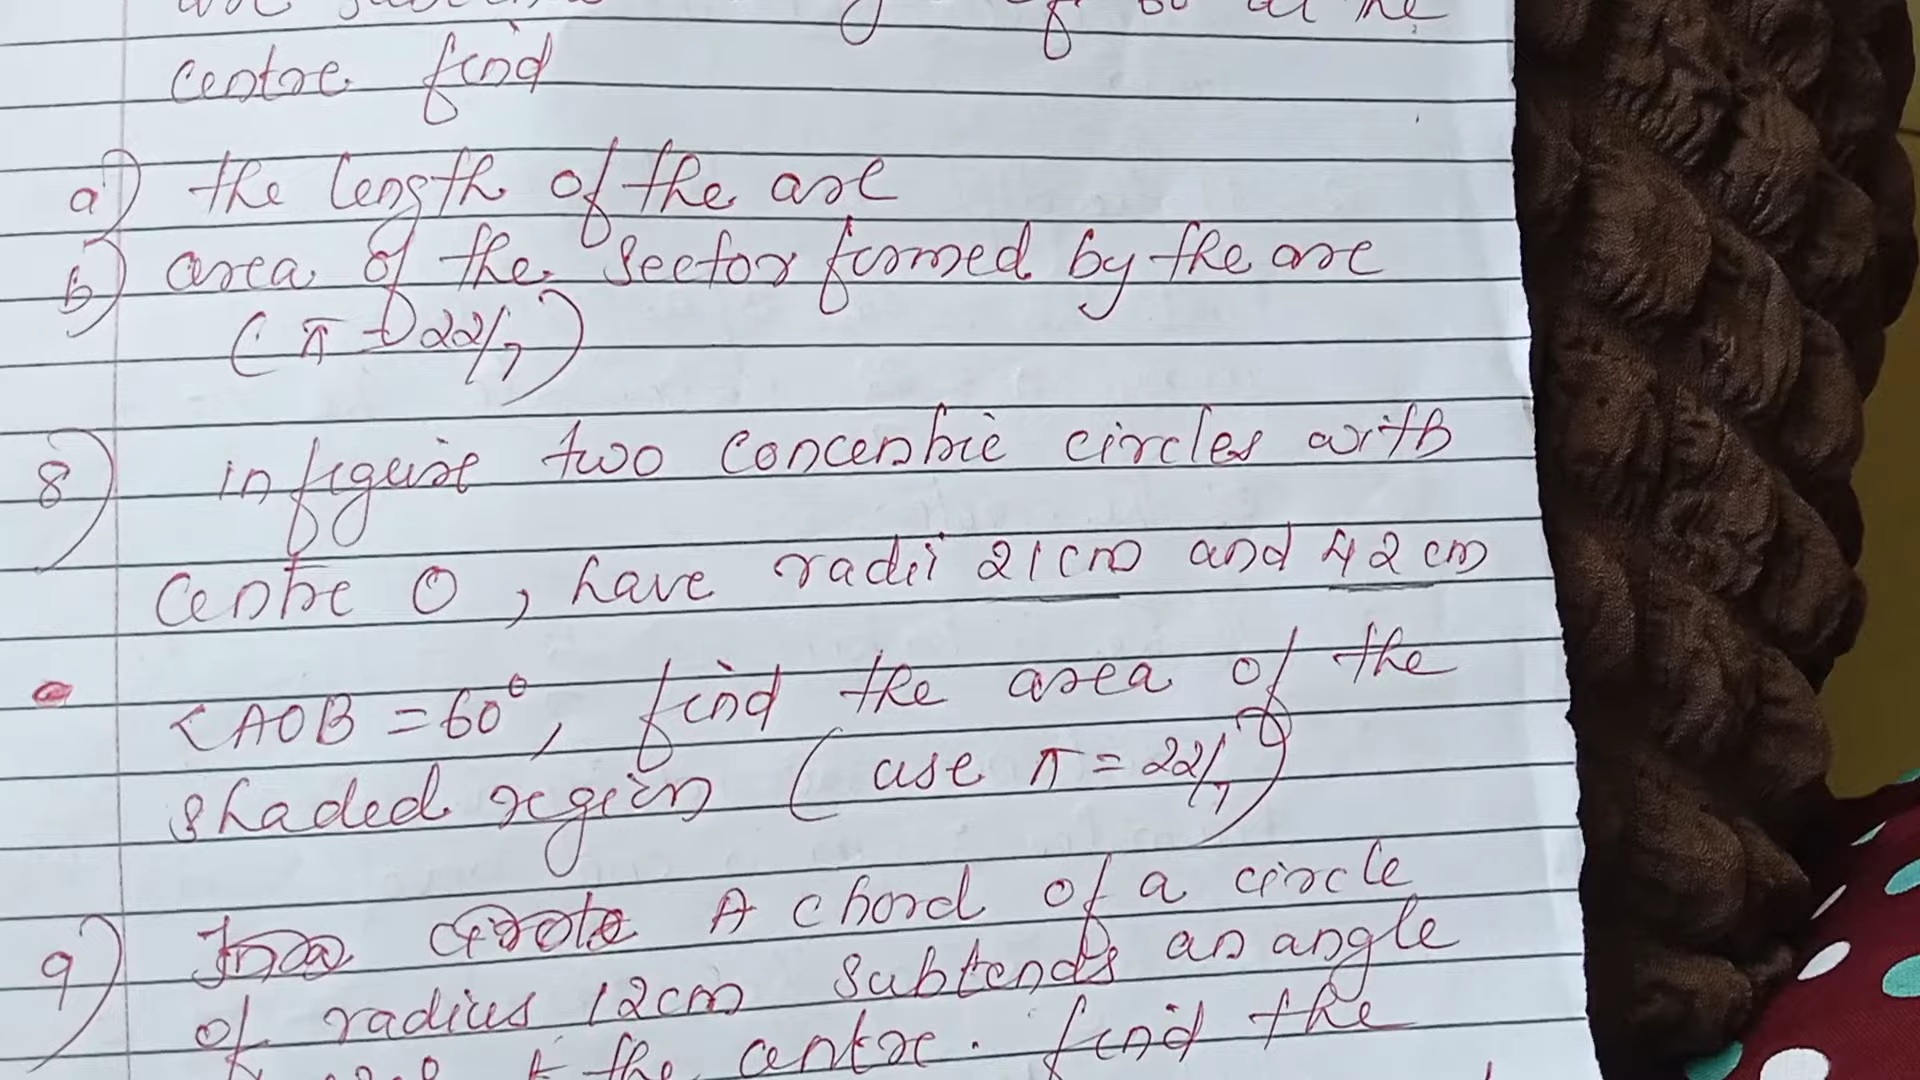 centre find
a) the length of the arc
b) area of the sector formed by the arc
( π → 22/7 )
8) in figure two concentric circles with
centre O , have radii 21cm and 42cm
<AOB = 60°, find the area of the
shaded region ( use π = 22/7 )
9) A chord of a circle
of radius 12cm subtends an angle
the centre . find the